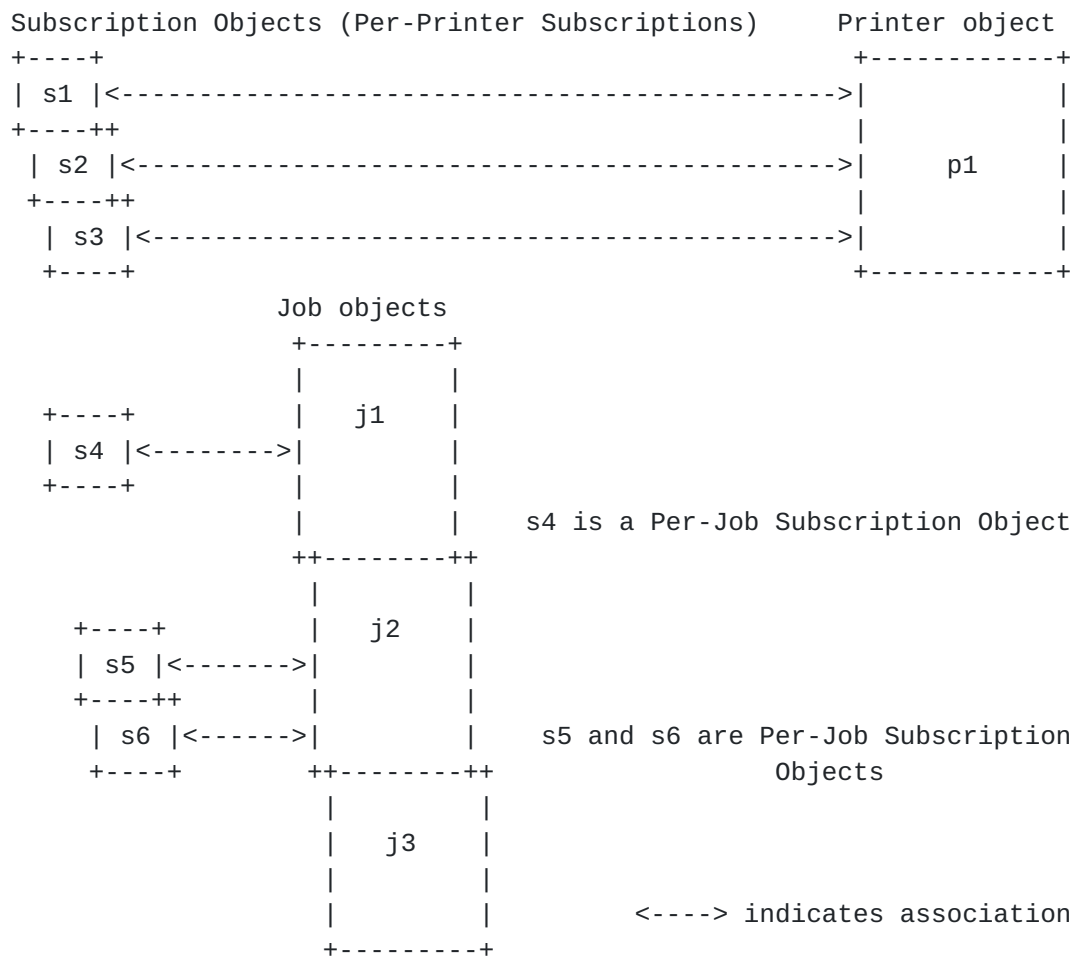 Subscription Objects (Per-Printer Subscriptions)     Printer object
+----+                                                +------------+
| s1 |<---------------------------------------------->|            |
+----++                                               |            |
 | s2 |<--------------------------------------------->|     p1     |
 +----++                                              |            |
  | s3 |<-------------------------------------------->|            |
  +----+                                              +------------+
                 Job objects
                  +---------+
                  |         |
  +----+          |   j1    |
  | s4 |<-------->|         |
  +----+          |         |
                  |         |    s4 is a Per-Job Subscription Object
                  ++--------++
                   |         |
    +----+         |   j2    |
    | s5 |<------->|         |
    +----++        |         |
     | s6 |<------>|         |    s5 and s6 are Per-Job Subscription
     +----+        ++--------++                  Objects
                    |         |
                    |   j3    |
                    |         |
                    |         |         <----> indicates association
                    +---------+